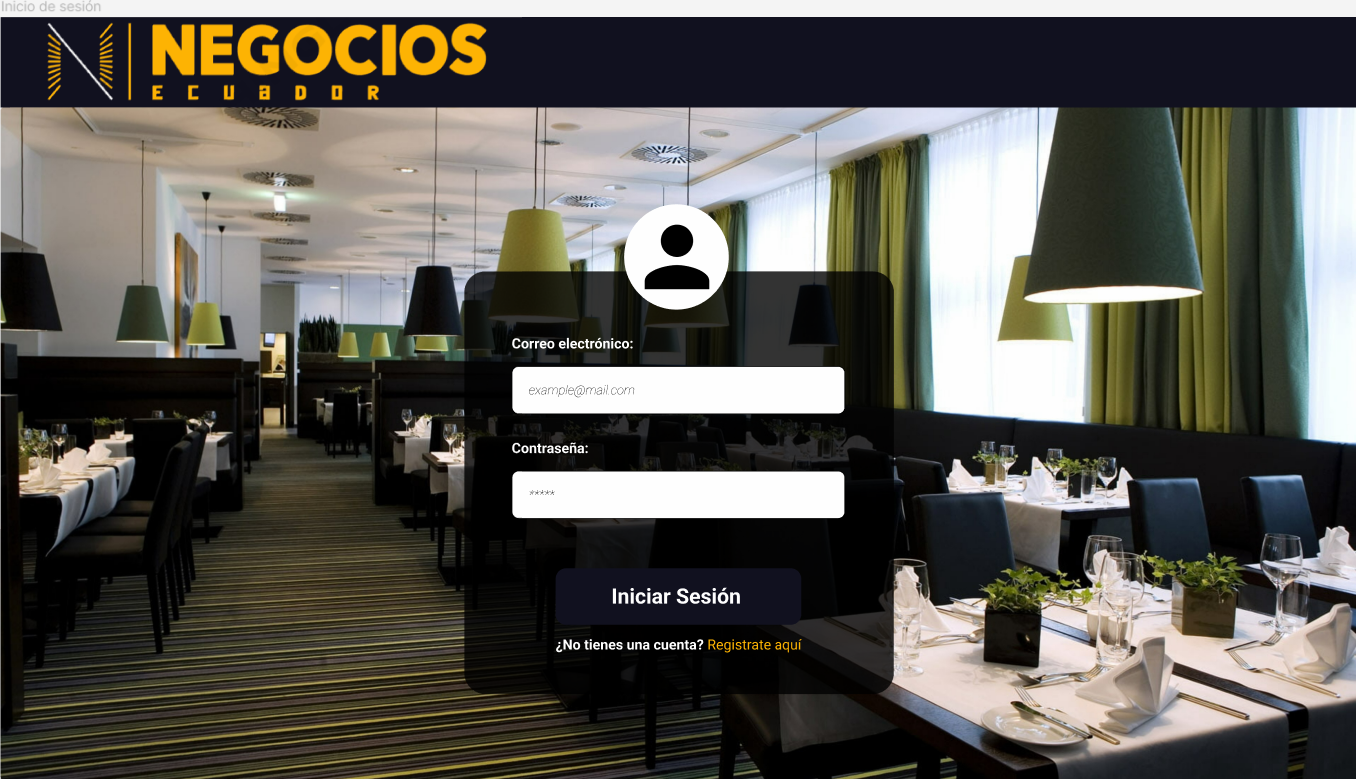 Inicio de sesión
NEGOCIOS
ECUADOR
Correo electrónico:
example@mail.com
Contraseña:
*****
Iniciar Sesión
¿No tienes una cuenta? Registrate aquí